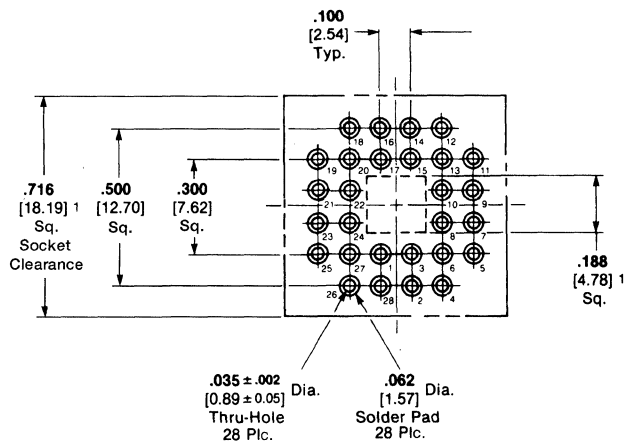 .100
[2.54]
Typ.
18 16 14 12
19 20 17 15 13 11
.716
[18.19] 1
Sq.
Socket
Clearance
.500
[12.70]
Sq.
.300
[7.62]
Sq.
21 22 10 9
23 24 8 7
25 27 1 3 6 5
26 28 2 4
.188
[4.78] 1
Sq.
.035 ± .002
[0.89 ± 0.05] Dia.
Thru-Hole
28 Plc.
.062
[1.57] Dia.
Solder Pad
28 Plc.